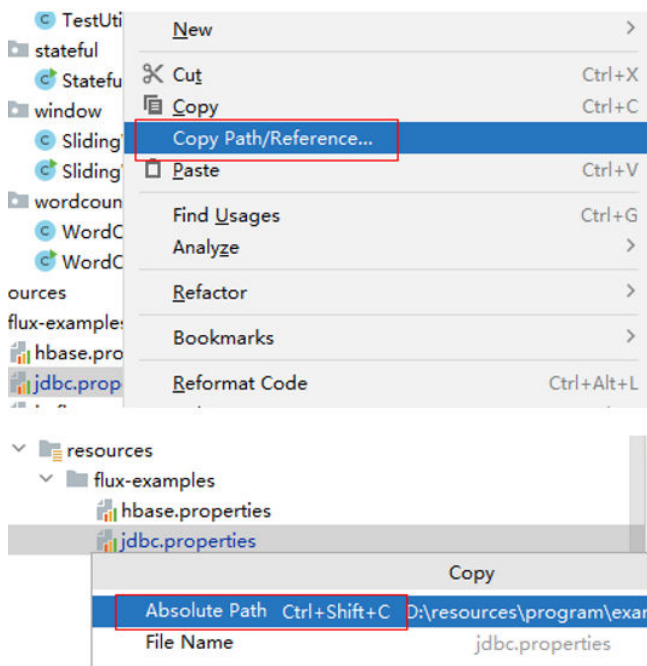 TestUti
New
stateful
Statefu
Cut Ctrl+X
Copy Ctrl+C
window
Sliding
Copy Path/Reference...
Sliding
Paste Ctrl+V
wordcoun
WordC
Find Usages Ctrl+G
WordC
Analyze
ources
Refactor
flux-examples
hbase.pro
Bookmarks
jdbc.prop
Reformat Code Ctrl+Alt+L
resources
flux-examples
hbase.properties
jdbc.properties
Copy
Absolute Path Ctrl+Shift+C D:\resources\program\exar
File Name jdbc.properties